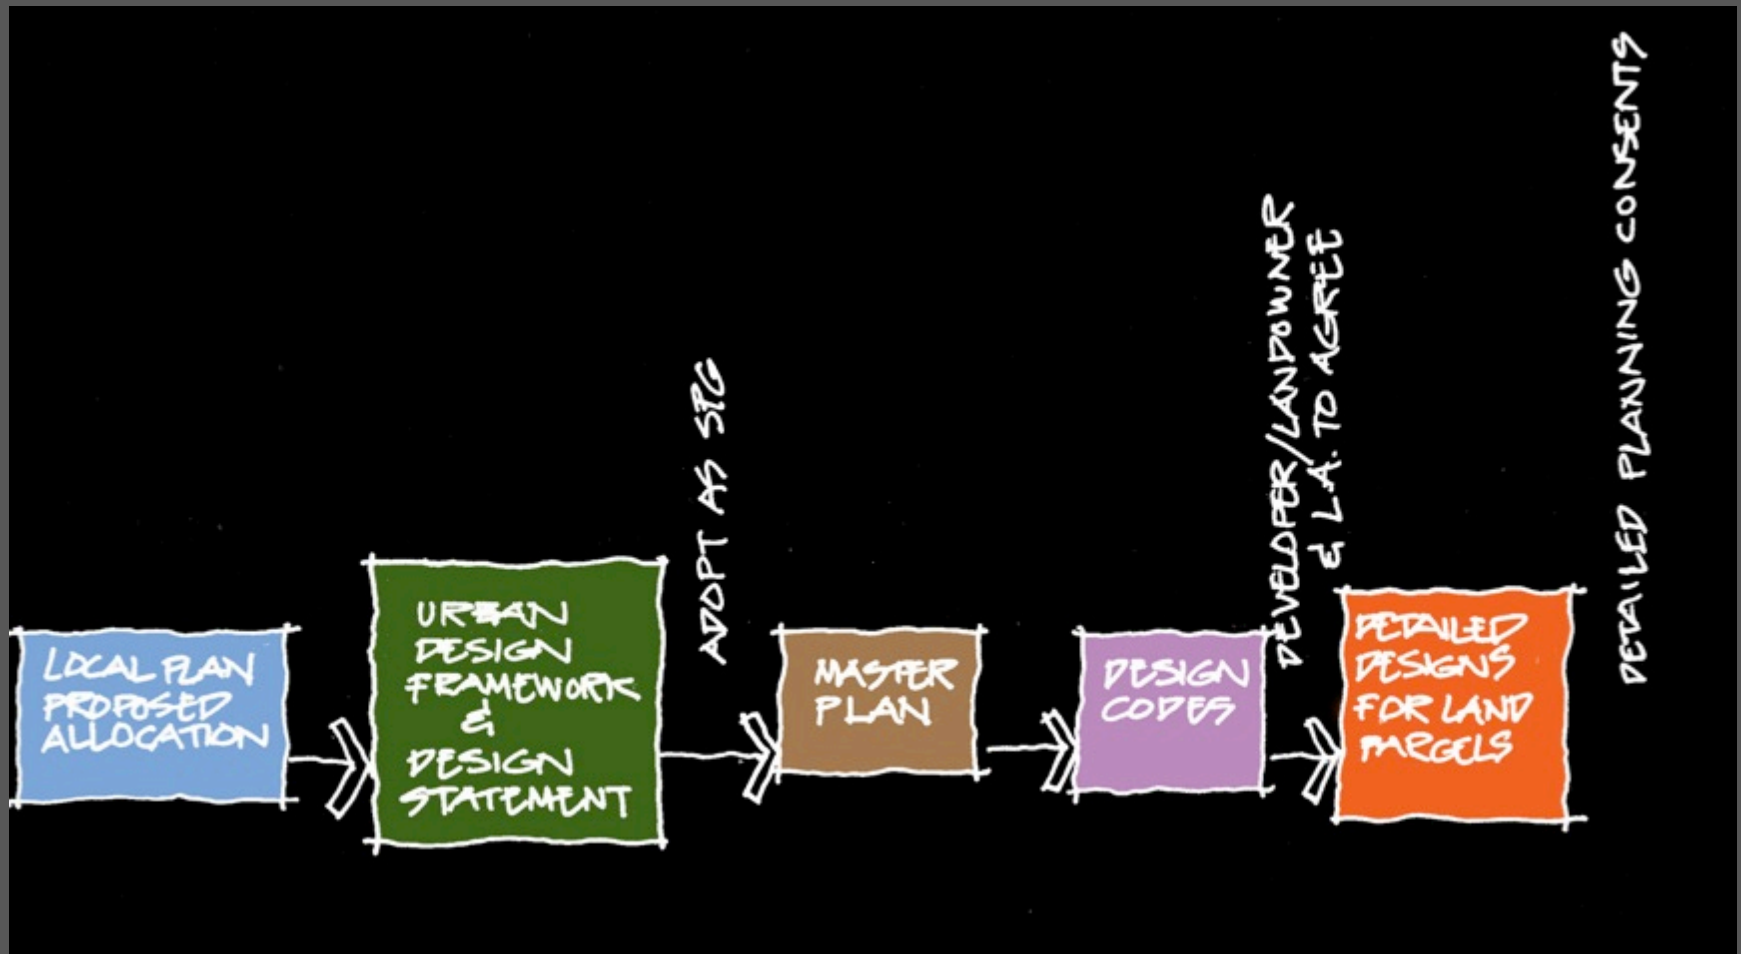 LOCAL PLAN
PROPOSED
ALLOCATION
URBAN
DESIGN
FRAMEWORK
&
DESIGN
STATEMENT
ADOPT AS SPG
MASTER
PLAN
DESIGN
CODES
DEVELOPER/LANDOWNER
& L.A. TO AGREE
DETAILED
DESIGNS
FOR LAND
PARCELS
DETAILED PLANNING CONSENTS